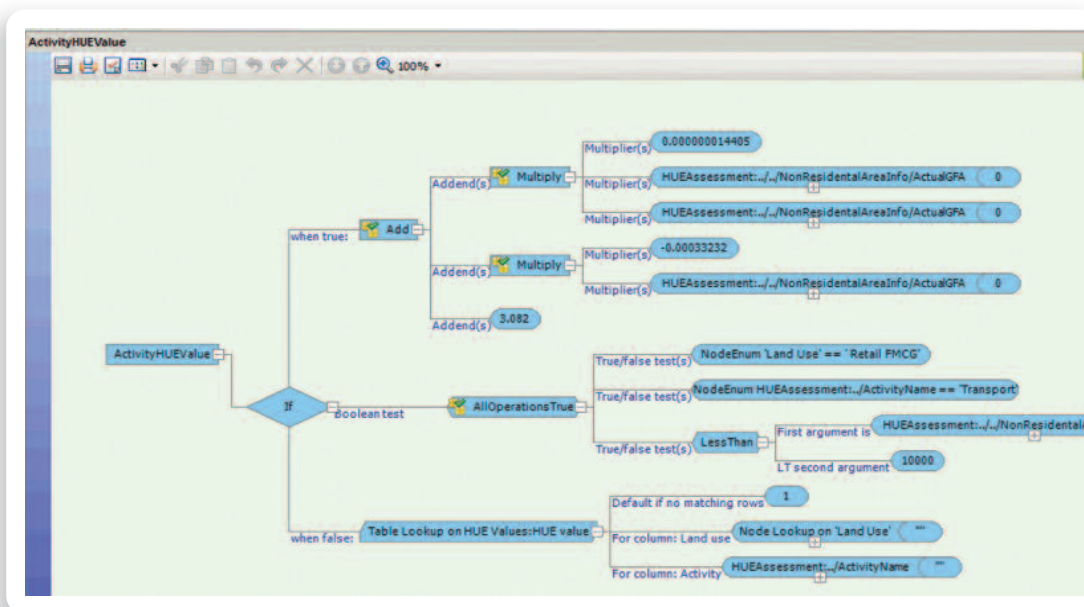 ActivityHUEValue
100%
Multiplier(s) 0.000000014405
Addend(s) Multiply Multiplier(s) HUEAssessment:../../NonResidentalAreaInfo/ActualGFA 0
Multiplier(s) HUEAssessment:../../NonResidentalAreaInfo/ActualGFA 0
when true: Add
Multiplier(s) -0.00033232
Addend(s) Multiply
Multiplier(s) HUEAssessment:../../NonResidentalAreaInfo/ActualGFA 0
Addend(s) 3.082
ActivityHUEValue
True/false test(s) NodeEnum 'Land Use' == 'Retail FMCG'
True/false test(s) NodeEnum HUEAssessment:../ActivityName == 'Transport'
If Boolean test AllOperationsTrue
True/false test(s) LessThan First argument is HUEAssessment:../../NonResidental
LT second argument 10000
Default if no matching rows 1
when false: Table Lookup on HUE Values:HUE value For column: Land use Node Lookup on 'Land Use' ""
For column: Activity HUEAssessment:../ActivityName ""